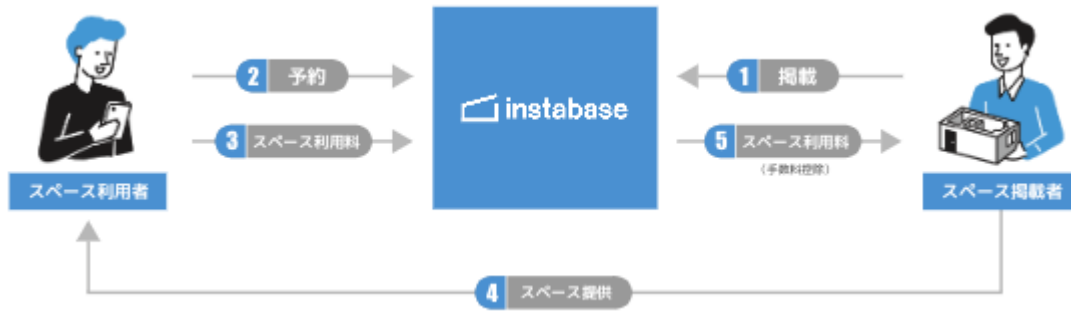 2 予約
1 掲載
instabase
3 スペース利用料
5 スペース利用料
(手数料控除)
スペース利用者
スペース掲載者
4 スペース提供